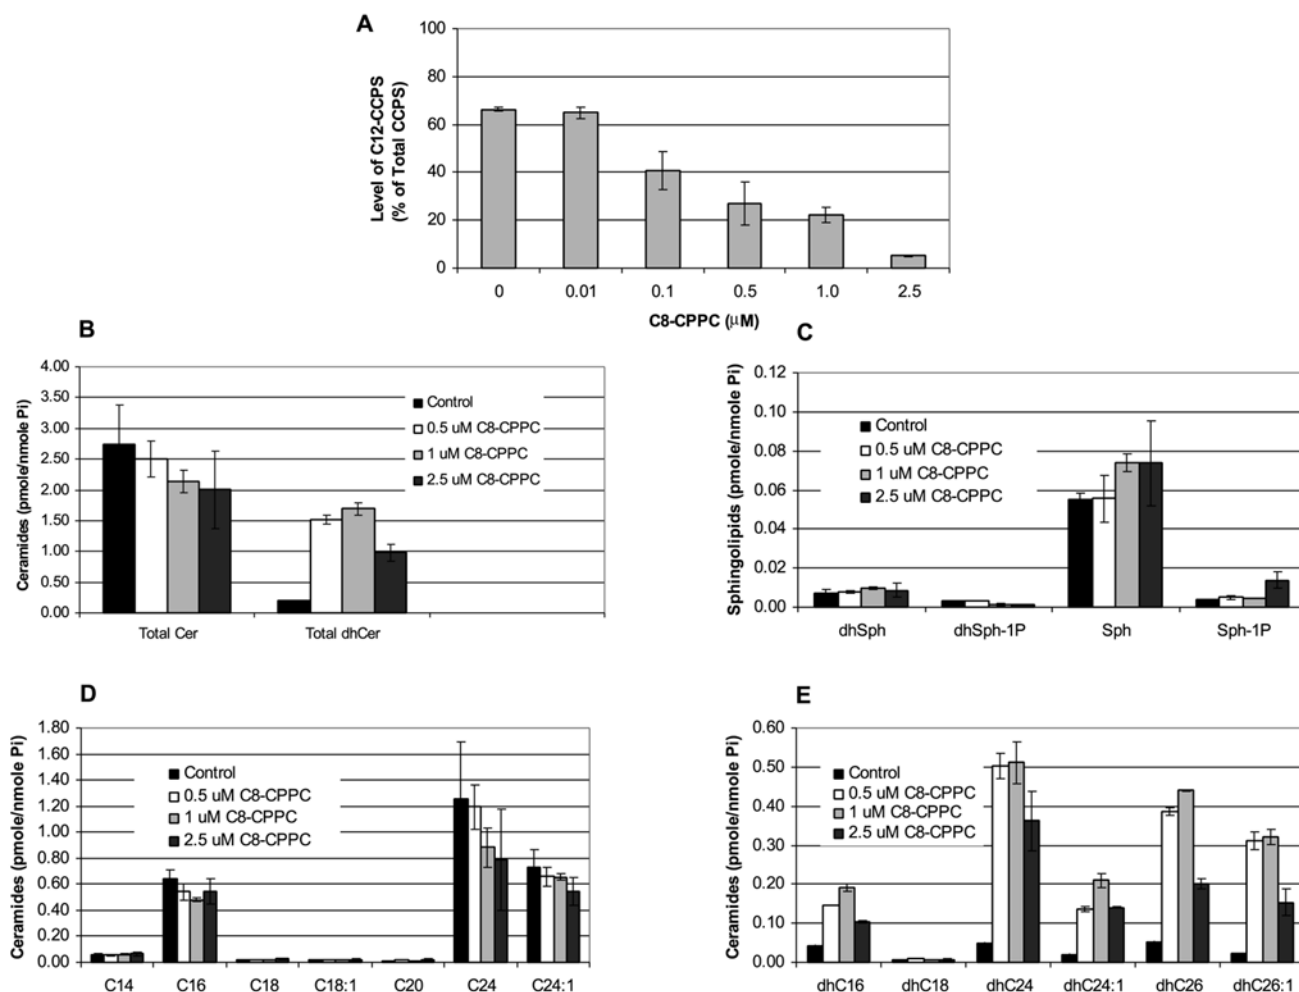 A
Level of C12-CCPS
(% of Total CCPS)
100
80
60
40
20
0
0 0.01 0.1 0.5 1.0 2.5
C8-CPPC (μM)
B
Ceramides (pmole/nmole Pi)
4.00
3.50
3.00
2.50
2.00
1.50
1.00
0.50
0.00
Control
0.5 uM C8-CPPC
1 uM C8-CPPC
2.5 uM C8-CPPC
Total Cer Total dhCer
C
Sphingolipids (pmole/nmole Pi)
0.12
0.10
0.08
0.06
0.04
0.02
0.00
Control
0.5 uM C8-CPPC
1 uM C8-CPPC
2.5 uM C8-CPPC
dhSph dhSph-1P Sph Sph-1P
D
Ceramides (pmole/nmole Pi)
1.80
1.60
1.40
1.20
1.00
0.80
0.60
0.40
0.20
0.00
Control
0.5 uM C8-CPPC
1 uM C8-CPPC
2.5 uM C8-CPPC
C14 C16 C18 C18:1 C20 C24 C24:1
E
Ceramides (pmole/nmole Pi)
0.60
0.50
0.40
0.30
0.20
0.10
0.00
Control
0.5 uM C8-CPPC
1 uM C8-CPPC
2.5 uM C8-CPPC
dhC16 dhC18 dhC24 dhC24:1 dhC26 dhC26:1